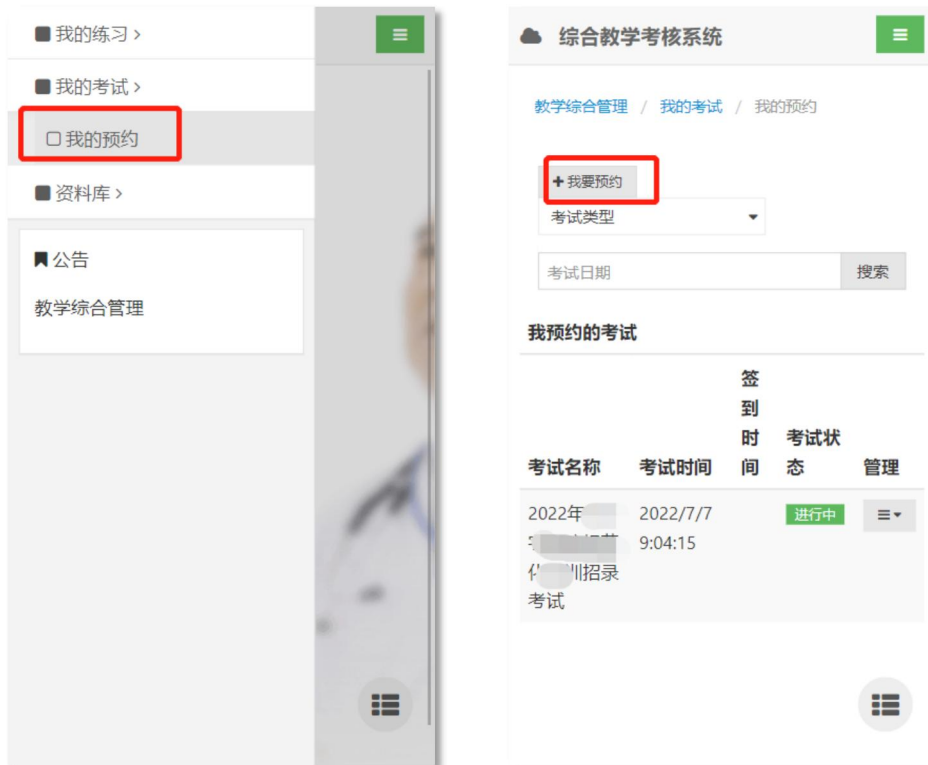 我的练习 >
我的考试 >
我的预约
资料库 >
公告
教学综合管理
综合教学考核系统
教学综合管理 / 我的考试 / 我的预约
+ 我要预约
考试类型
考试日期
搜索
我预约的考试
考试名称 考试时间 签到时间 考试状态 管理
2022年 2022/7/7 进行中
9:04:15
训招录
考试